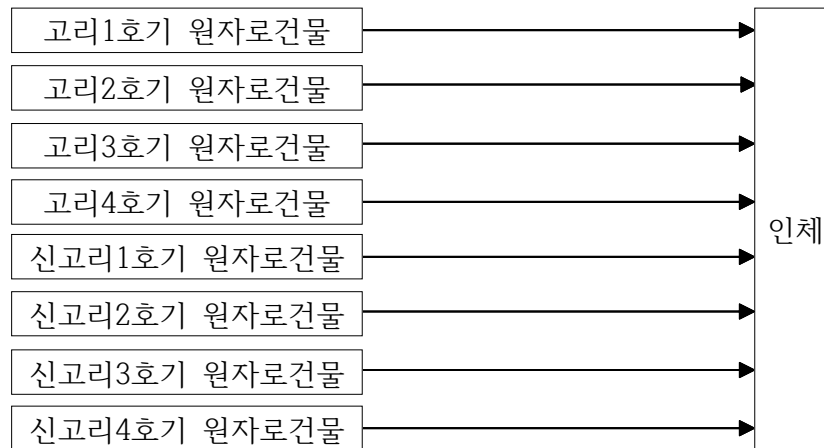 고리1호기 원자로건물
고리2호기 원자로건물
고리3호기 원자로건물
고리4호기 원자로건물
인체
신고리1호기 원자로건물
신고리2호기 원자로건물
신고리3호기 원자로건물
신고리4호기 원자로건물